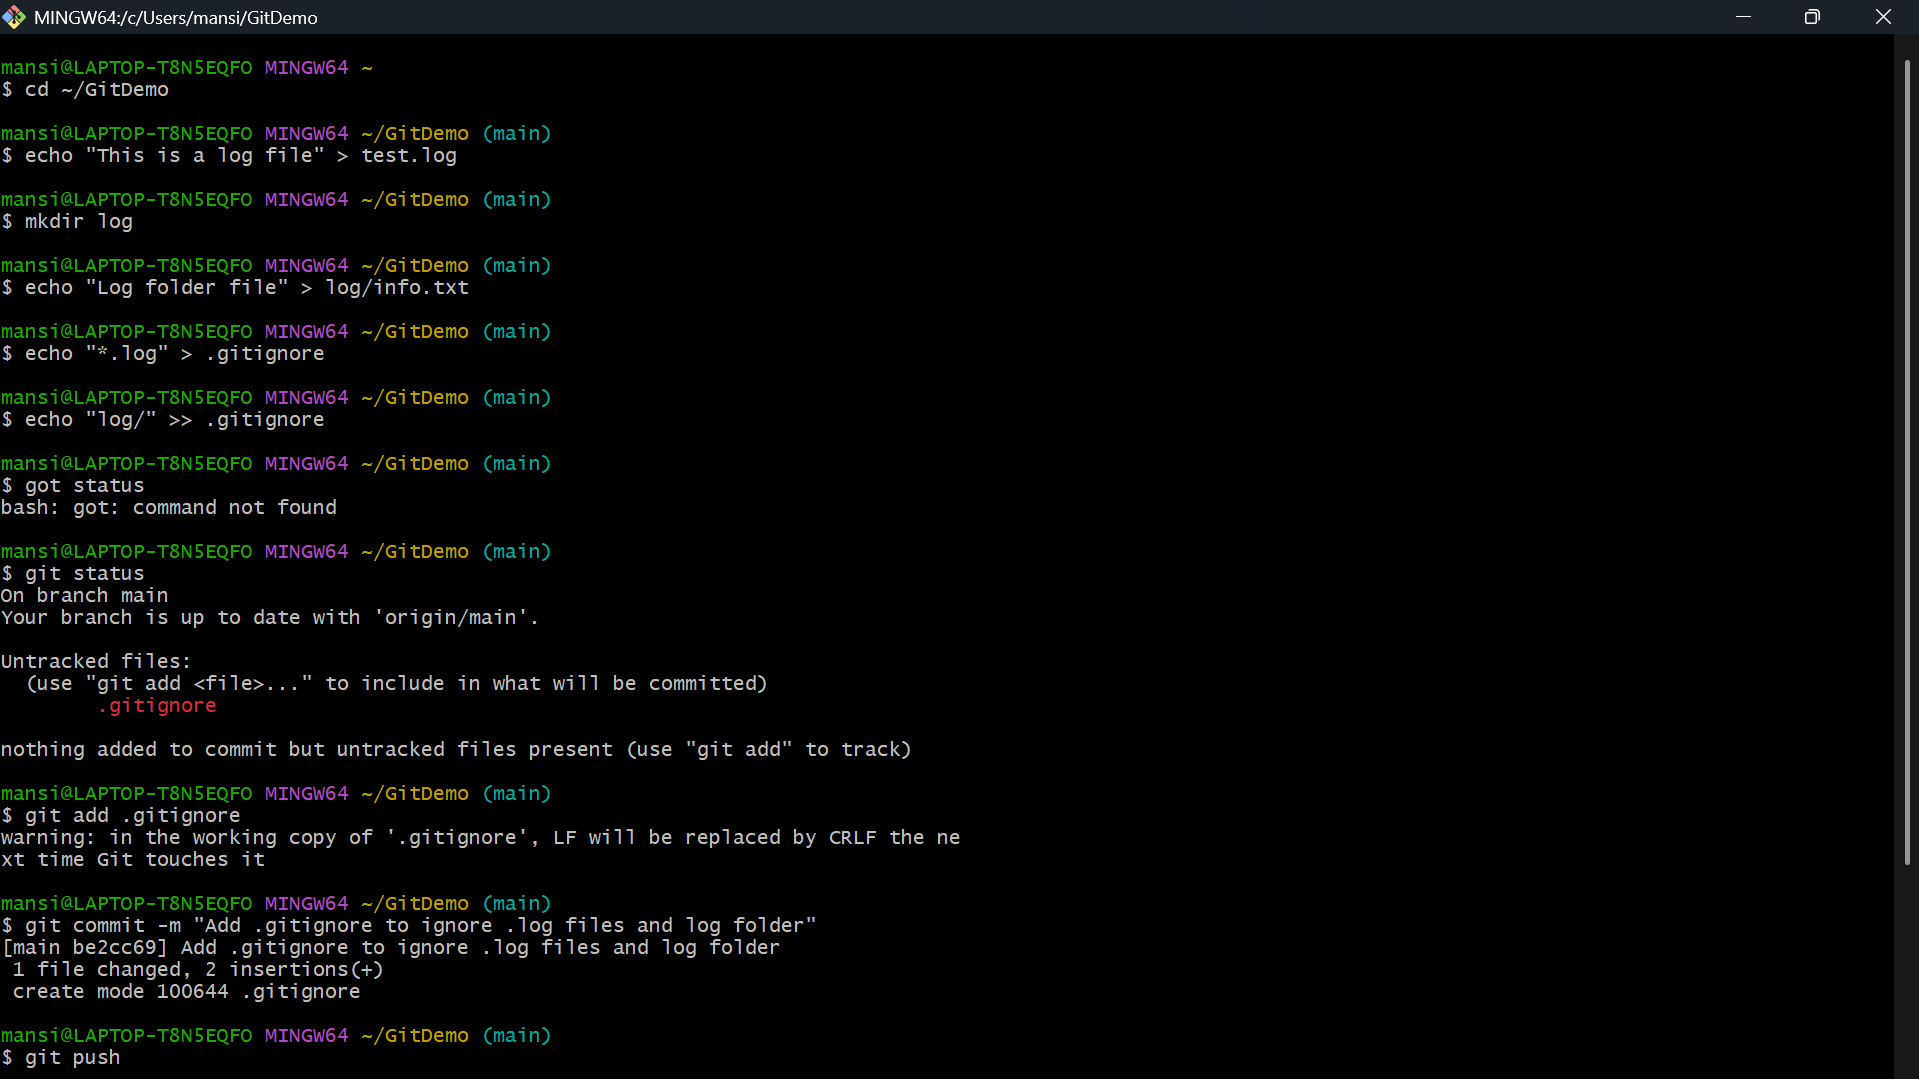 MINGW64:/c/Users/mansi/GitDemo
mansi@LAPTOP-T8N5EQFO MINGW64 ~
$ cd ~/GitDemo
mansi@LAPTOP-T8N5EQFO MINGW64 ~/GitDemo (main)
$ echo "This is a log file" > test.log
mansi@LAPTOP-T8N5EQFO MINGW64 ~/GitDemo (main)
$ mkdir log
mansi@LAPTOP-T8N5EQFO MINGW64 ~/GitDemo (main)
$ echo "Log folder file" > log/info.txt
mansi@LAPTOP-T8N5EQFO MINGW64 ~/GitDemo (main)
$ echo "*.log" > .gitignore
mansi@LAPTOP-T8N5EQFO MINGW64 ~/GitDemo (main)
$ echo "log/" >> .gitignore
mansi@LAPTOP-T8N5EQFO MINGW64 ~/GitDemo (main)
$ got status
bash: got: command not found
mansi@LAPTOP-T8N5EQFO MINGW64 ~/GitDemo (main)
$ git status
On branch main
Your branch is up to date with 'origin/main'.
Untracked files:
  (use "git add <file>..." to include in what will be committed)
        .gitignore
nothing added to commit but untracked files present (use "git add" to track)
mansi@LAPTOP-T8N5EQFO MINGW64 ~/GitDemo (main)
$ git add .gitignore
warning: in the working copy of '.gitignore', LF will be replaced by CRLF the ne
xt time Git touches it
mansi@LAPTOP-T8N5EQFO MINGW64 ~/GitDemo (main)
$ git commit -m "Add .gitignore to ignore .log files and log folder"
[main be2cc69] Add .gitignore to ignore .log files and log folder
 1 file changed, 2 insertions(+)
 create mode 100644 .gitignore
mansi@LAPTOP-T8N5EQFO MINGW64 ~/GitDemo (main)
$ git push